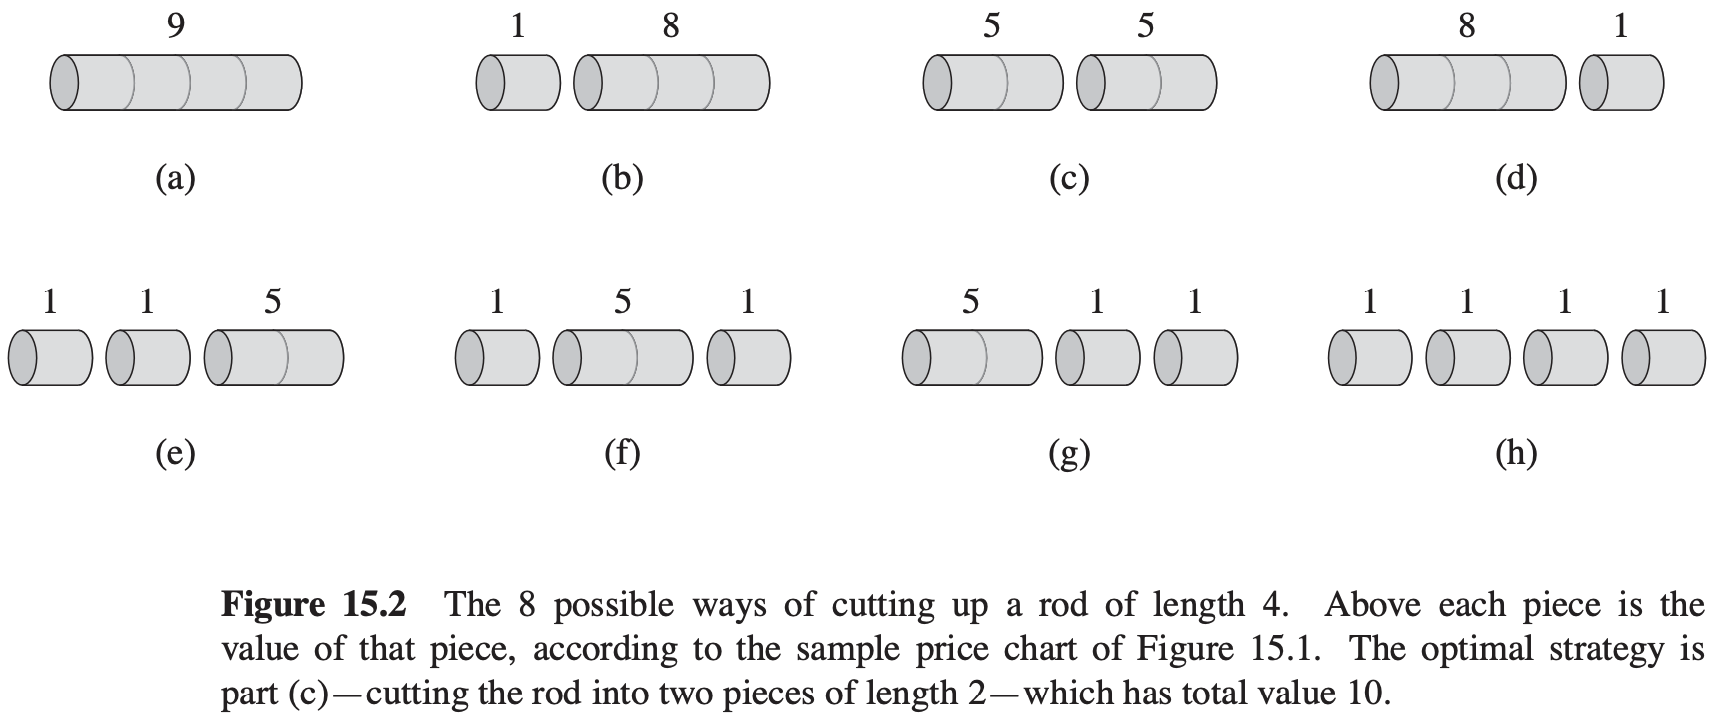 9 1 8 5 5 8 1
(a) (b) (c) (d)
1 1 5 1 5 1 5 1 1 1 1 1 1
(e) (f) (g) (h)
Figure 15.2 The 8 possible ways of cutting up a rod of length 4. Above each piece is the
value of that piece, according to the sample price chart of Figure 15.1. The optimal strategy is
part (c)—cutting the rod into two pieces of length 2—which has total value 10.